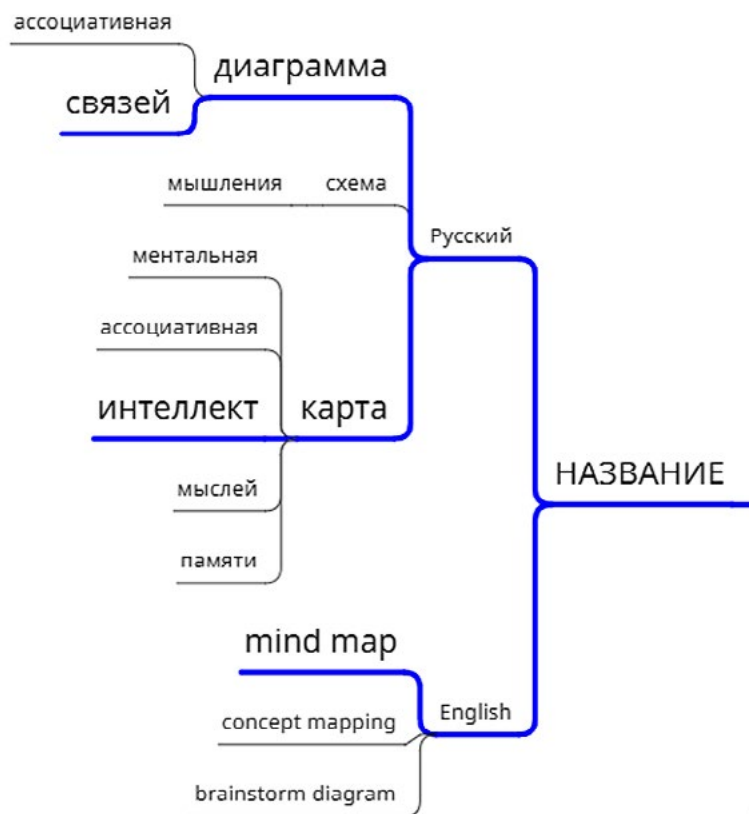 ассоциативная
диаграмма
связей
мышления схема
Русский
ментальная
ассоциативная
интеллект карта
НАЗВАНИЕ
мыслей
памяти
mind map
English
concept mapping
brainstorm diagram